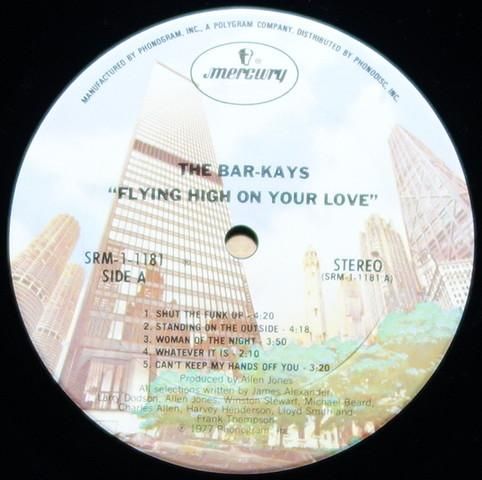 MANUFACTURED BY PHONOGRAM, INC., A POLYGRAM COMPANY, DISTRIBUTED BY PHONODISC, INC.
mercury ®
THE BAR-KAYS
"FLYING HIGH ON YOUR LOVE"
SRM-1-1181
SIDE A
STEREO
(SRM-1-1181 A)
1. SHUT THE FUNK UP - 4:20
2. STANDING ON THE OUTSIDE - 4:18
3. WOMAN OF THE NIGHT - 3:50
4. WHATEVER IT IS - 2:10
5. CAN'T KEEP MY HANDS OFF YOU - 3:20
Produced by Allen Jones
All selections written by James Alexander,
Larry Dodson, Allen Jones, Winston Stewart, Michael Beard,
Charles Allen, Harvey Henderson, Lloyd Smith and
Frank Thompson
℗ 1977 Phonogram, Inc.